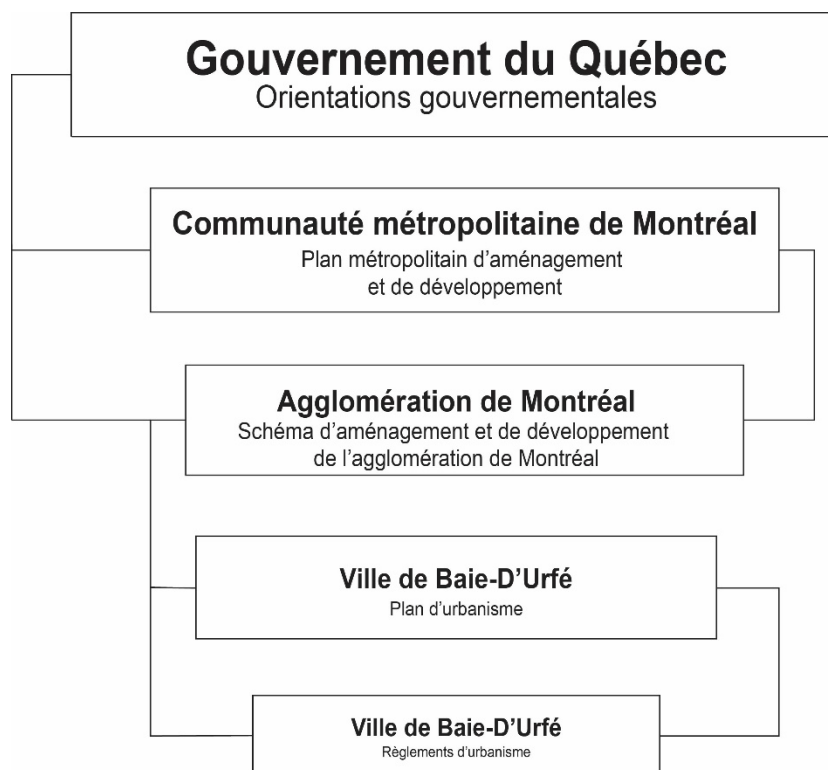 Gouvernement du Québec
Orientations gouvernementales
Communauté métropolitaine de Montréal
Plan métropolitain d’aménagement
et de développement
Agglomération de Montréal
Schéma d’aménagement et de développement
de l’agglomération de Montréal
Ville de Baie-D’Urfé
Plan d’urbanisme
Ville de Baie-D’Urfé
Règlements d’urbanisme